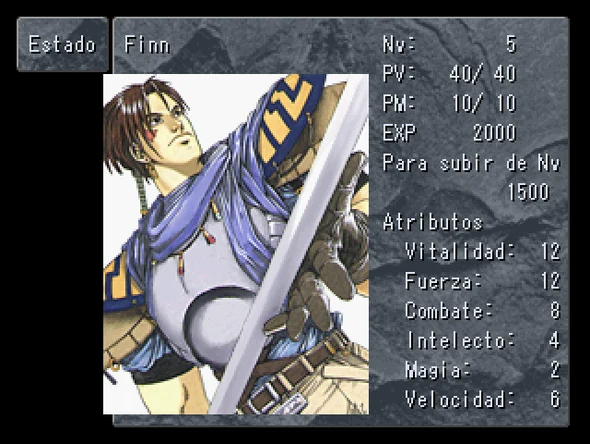 Estado
Finn
Nv: 5
PV: 40/ 40
PM: 10/ 10
EXP 2000
Para subir de Nv
1500
Atributos
Vitalidad: 12
Fuerza: 12
Combate: 8
Intelecto: 4
Magia: 2
Velocidad: 6